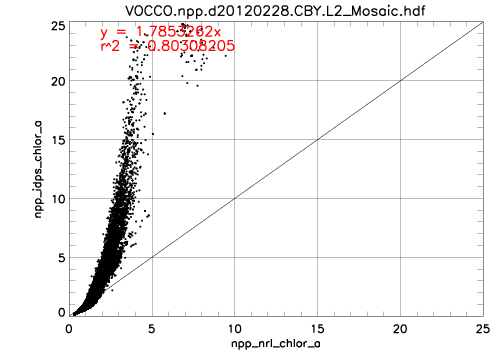 VOCCO.npp.d20120228.CBY.L2_Mosaic.hdf
y = 1.7853262x
r^2 = 0.80308205
25
20
15
10
5
0
npp_idps_chlor_a
0 5 10 15 20 25
npp_nrl_chlor_a